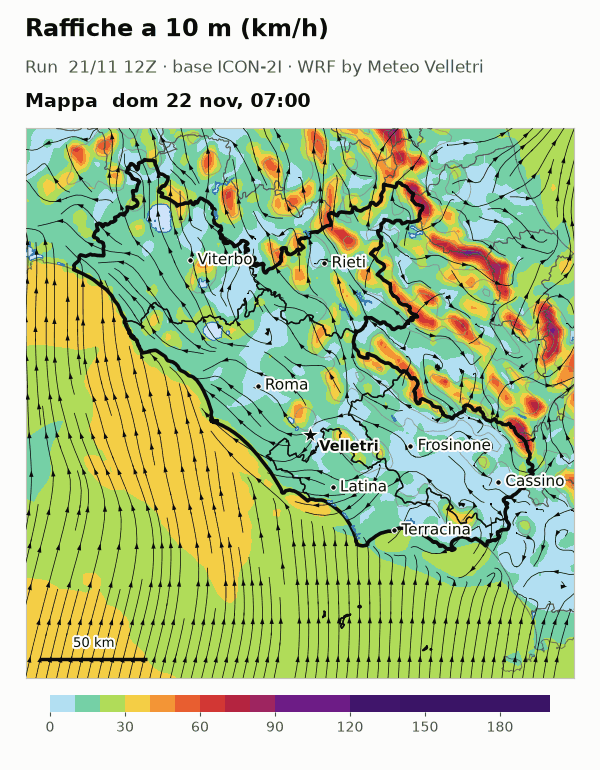 Raffiche a 10 m (km/h)
Run 21/11 12Z · base ICON-2I · WRF by Meteo Velletri
Mappa dom 22 nov, 07:00
Viterbo
Rieti
Roma
Velletri
Frosinone
Cassino
Latina
Terracina
50 km
0 30 60 90 120 150 180